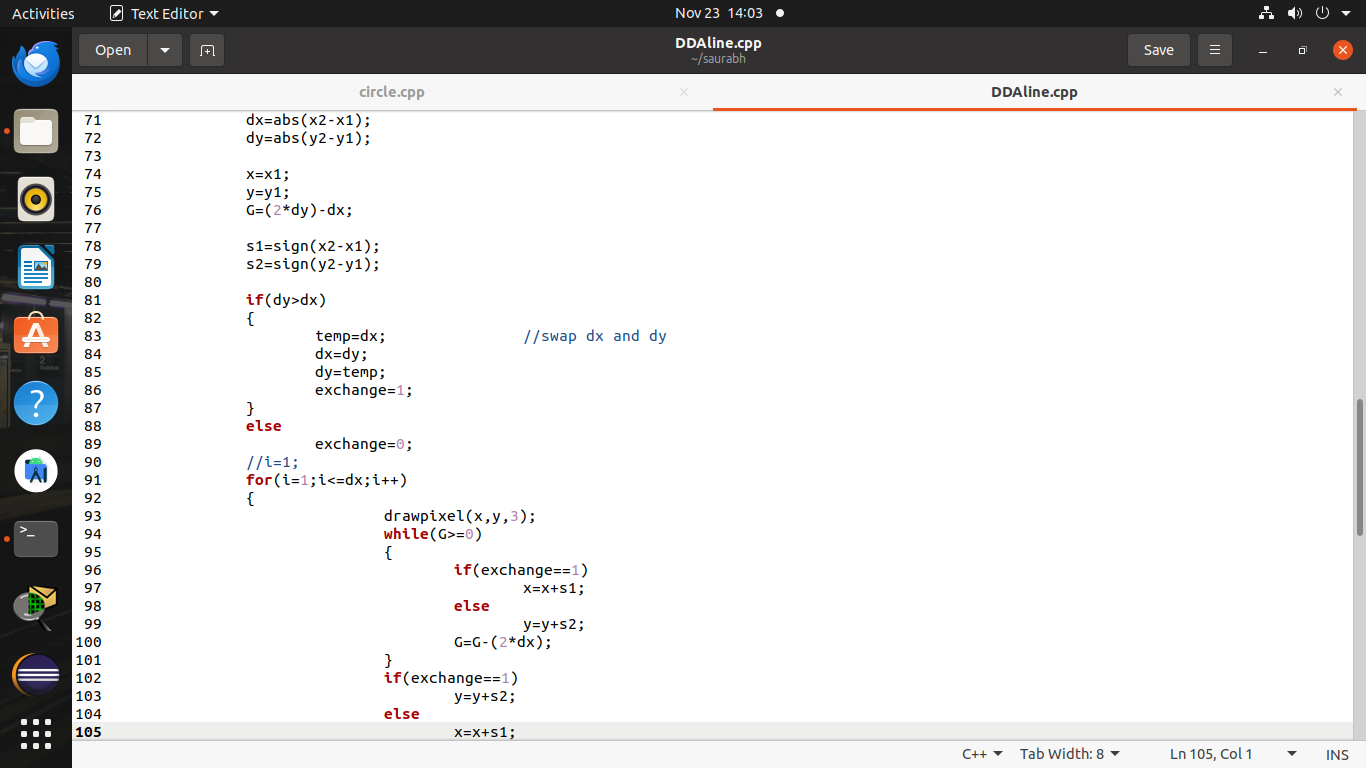 Activities Text Editor Nov 23 14:03
Open DDAline.cpp Save
~/saurabh
circle.cpp DDAline.cpp
71 dx=abs(x2-x1);
72 dy=abs(y2-y1);
73
74 x=x1;
75 y=y1;
76 G=(2*dy)-dx;
77
78 s1=sign(x2-x1);
79 s2=sign(y2-y1);
80
81 if(dy>dx)
82 {
83 temp=dx; //swap dx and dy
84 dx=dy;
85 dy=temp;
86 exchange=1;
87 }
88 else
89 exchange=0;
90 //i=1;
91 for(i=1;i<=dx;i++)
92 {
93 drawpixel(x,y,3);
94 while(G>=0)
95 {
96 if(exchange==1)
97 x=x+s1;
98 else
99 y=y+s2;
100 G=G-(2*dx);
101 }
102 if(exchange==1)
103 y=y+s2;
104 else
105 x=x+s1;
C++ Tab Width: 8 Ln 105, Col 1 INS